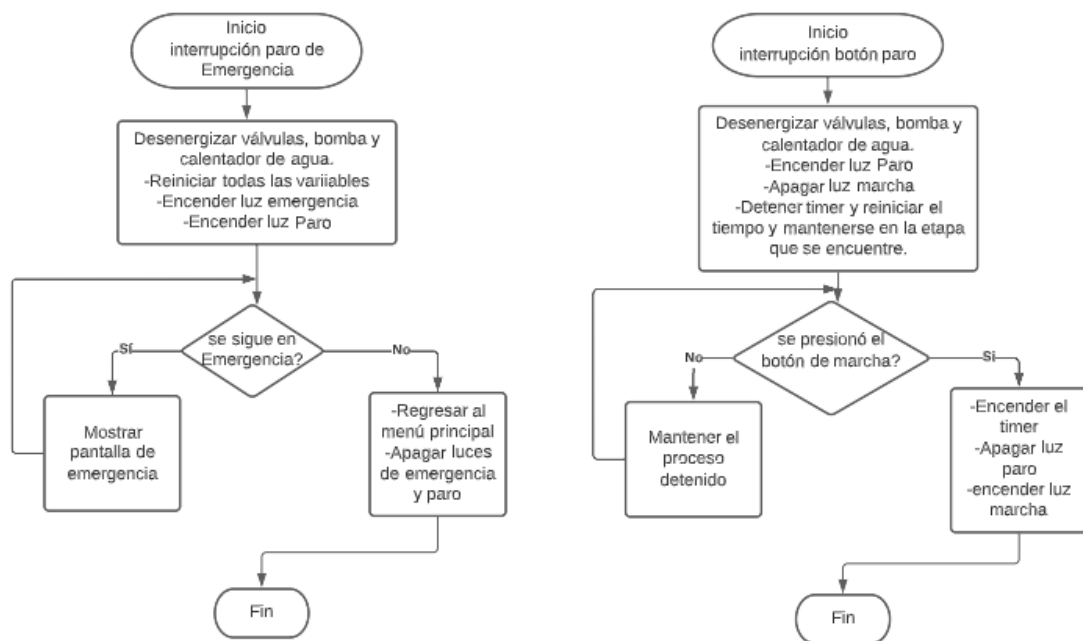 Inicio
interrupción paro de
Emergencia
Desenergizar válvulas, bomba y
calentador de agua.
-Reiniciar todas las variiables
-Encender luz emergencia
-Encender luz Paro
se sigue en
Emergencia?
Sí
No
Mostrar
pantalla de
emergencia
-Regresar al
menú principal
-Apagar luces
de emergencia
y paro
Fin
Inicio
interrupción botón paro
Desenergizar válvulas, bomba y
calentador de agua.
-Encender luz Paro
-Apagar luz marcha
-Detener timer y reiniciar el
tiempo y mantenerse en la etapa
que se encuentre.
se presionó el
botón de marcha?
No
Si
Mantener el
proceso
detenido
-Encender el
timer
-Apagar luz
paro
-encender luz
marcha
Fin